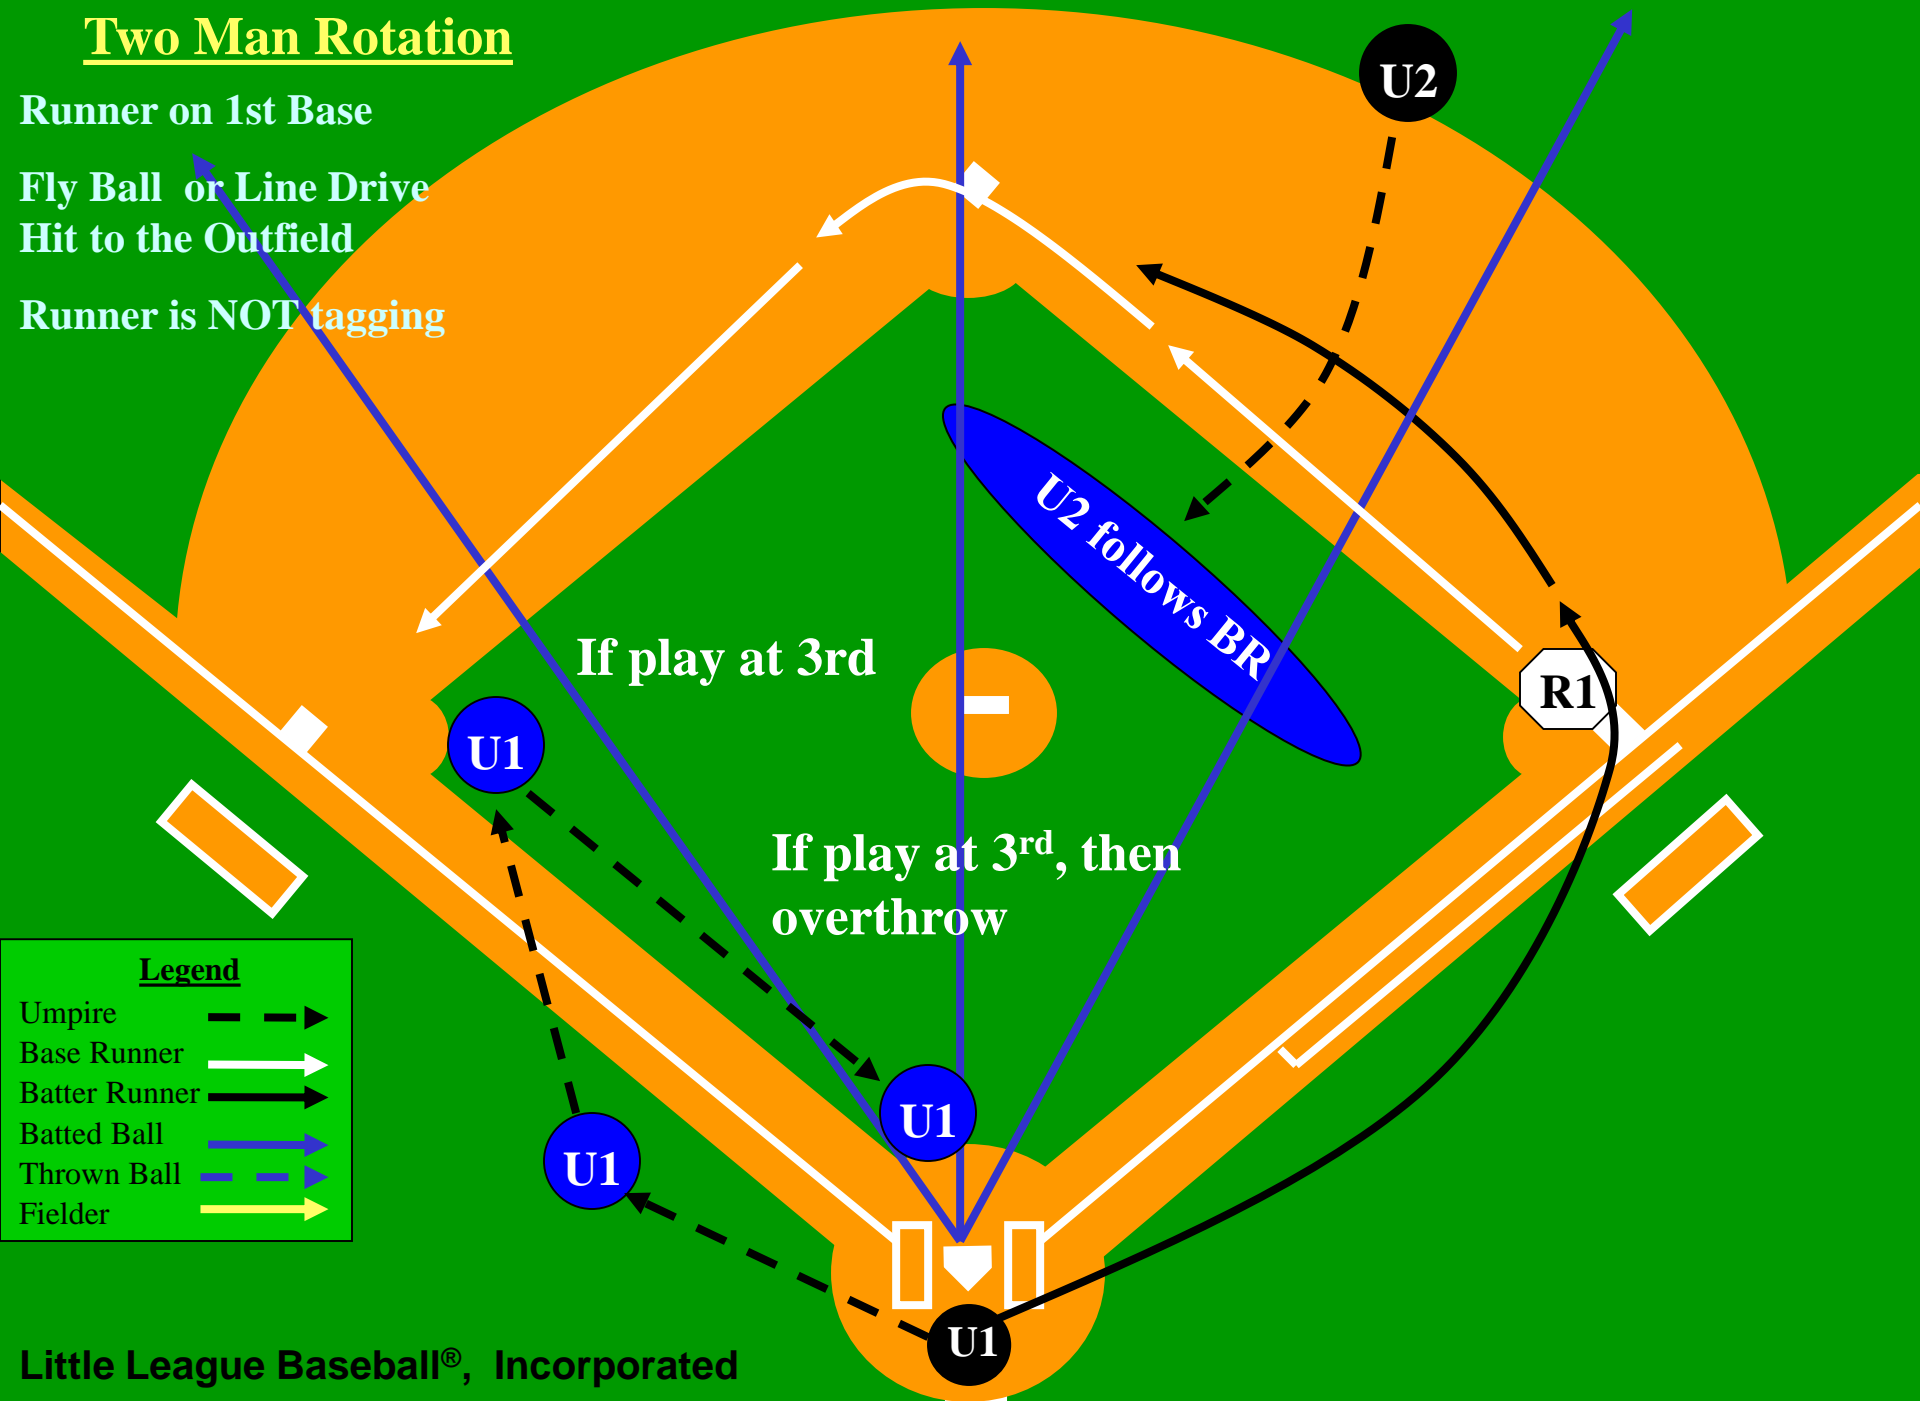 Two Man Rotation
U2
Runner on 1st Base
Fly Ball or Line Drive
Hit to the Outfield
Runner is NOT tagging
U2 follows BR
If play at 3rd
R1
U1
If play at 3rd, then
overthrow
Legend
Umpire
Base Runner
Batter Runner
Batted Ball
Thrown Ball
Fielder
U1
U1
U1
Little League Baseball®, Incorporated